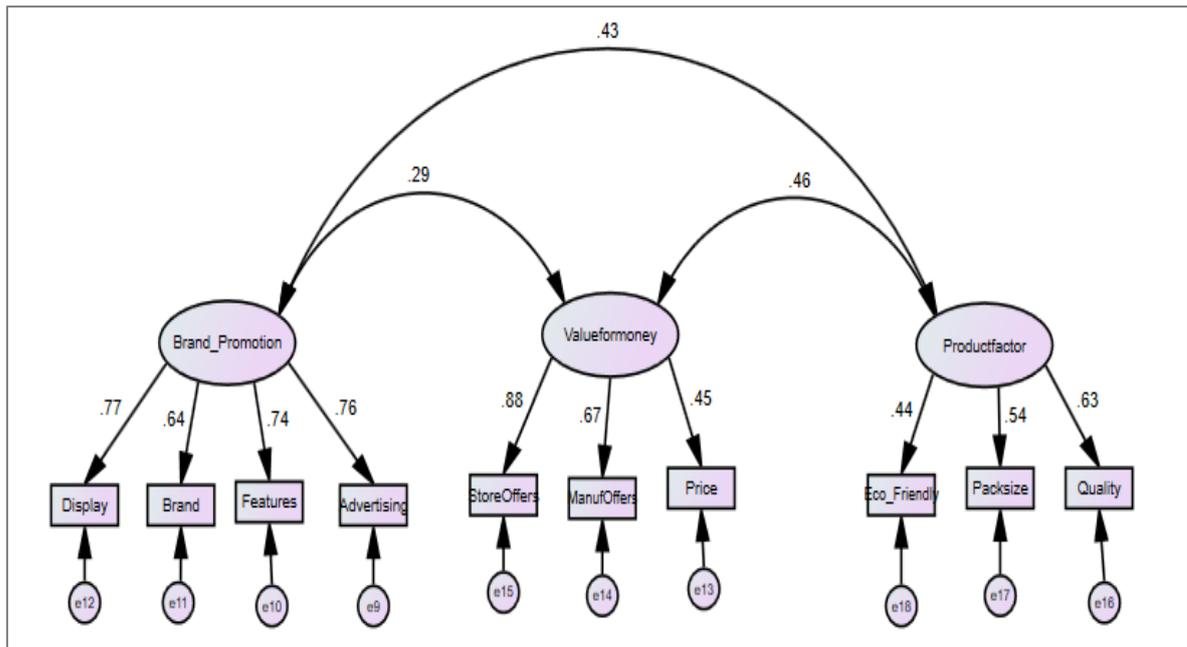 .43
.29
.46
Brand_Promotion
Valueformoney
Productfactor
.77
.64
.74
.76
.88
.67
.45
.44
.54
.63
Display
Brand
Features
Advertising
StoreOffers
ManufOffers
Price
Eco_Friendly
Packsize
Quality
e12
e11
e10
e9
e15
e14
e13
e18
e17
e16